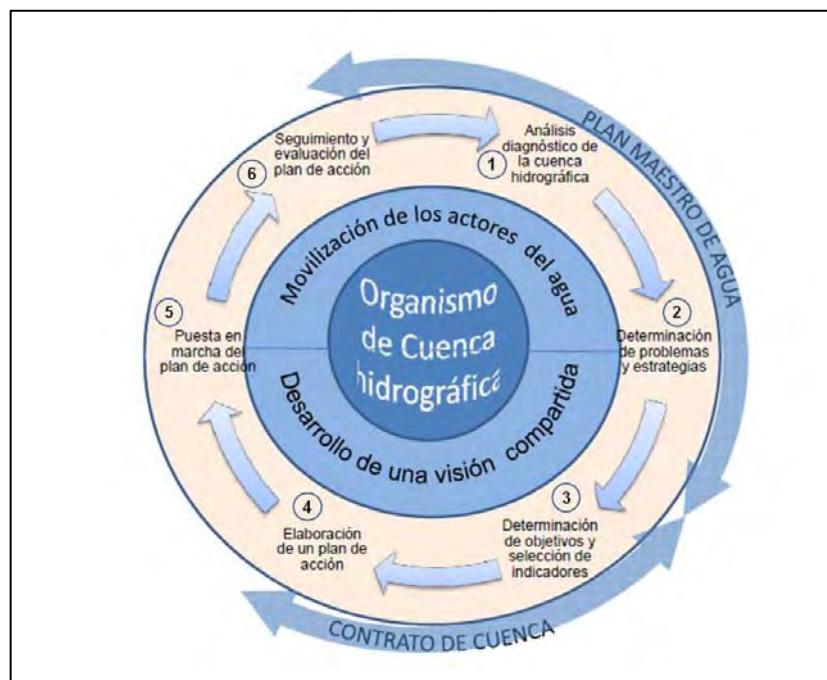 PLAN MAESTRO DE AGUA
1
Análisis
diagnóstico de
la cuenca
hidrográfica
2
Determinación
de problemas
y estrategias
3
Determinación
de objetivos y
selección de
indicadores
4
Elaboración
de un plan de
acción
5
Puesta en
marcha del
plan de acción
6
Seguimiento y
evaluación del
plan de acción
Movilización de los actores del agua
Organismo
de Cuenca
hidrográfica
Desarrollo de una visión compartida
CONTRATO DE CUENCA